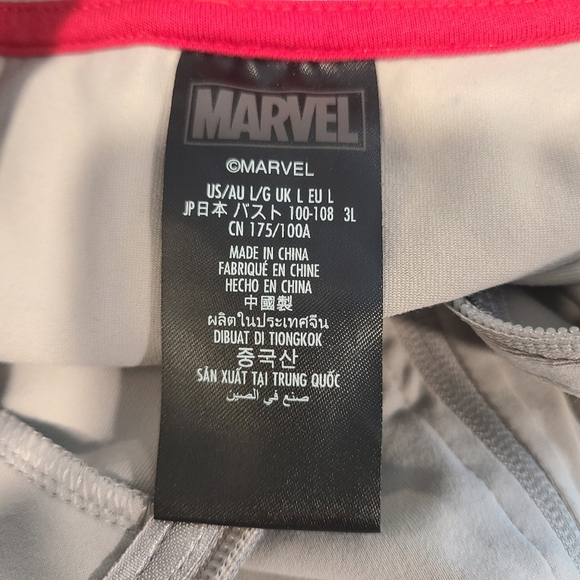 MARVEL
©MARVEL
US/AU L/G UK L EU L
JP日本 バスト 100-108 3L
CN 175/100A
MADE IN CHINA
FABRIQUÉ EN CHINE
HECHO EN CHINA
中國製
ผลิตในประเทศจีน
DIBUAT DI TIONGKOK
중국산
SẢN XUẤT TẠI TRUNG QUỐC
صنع في الصين